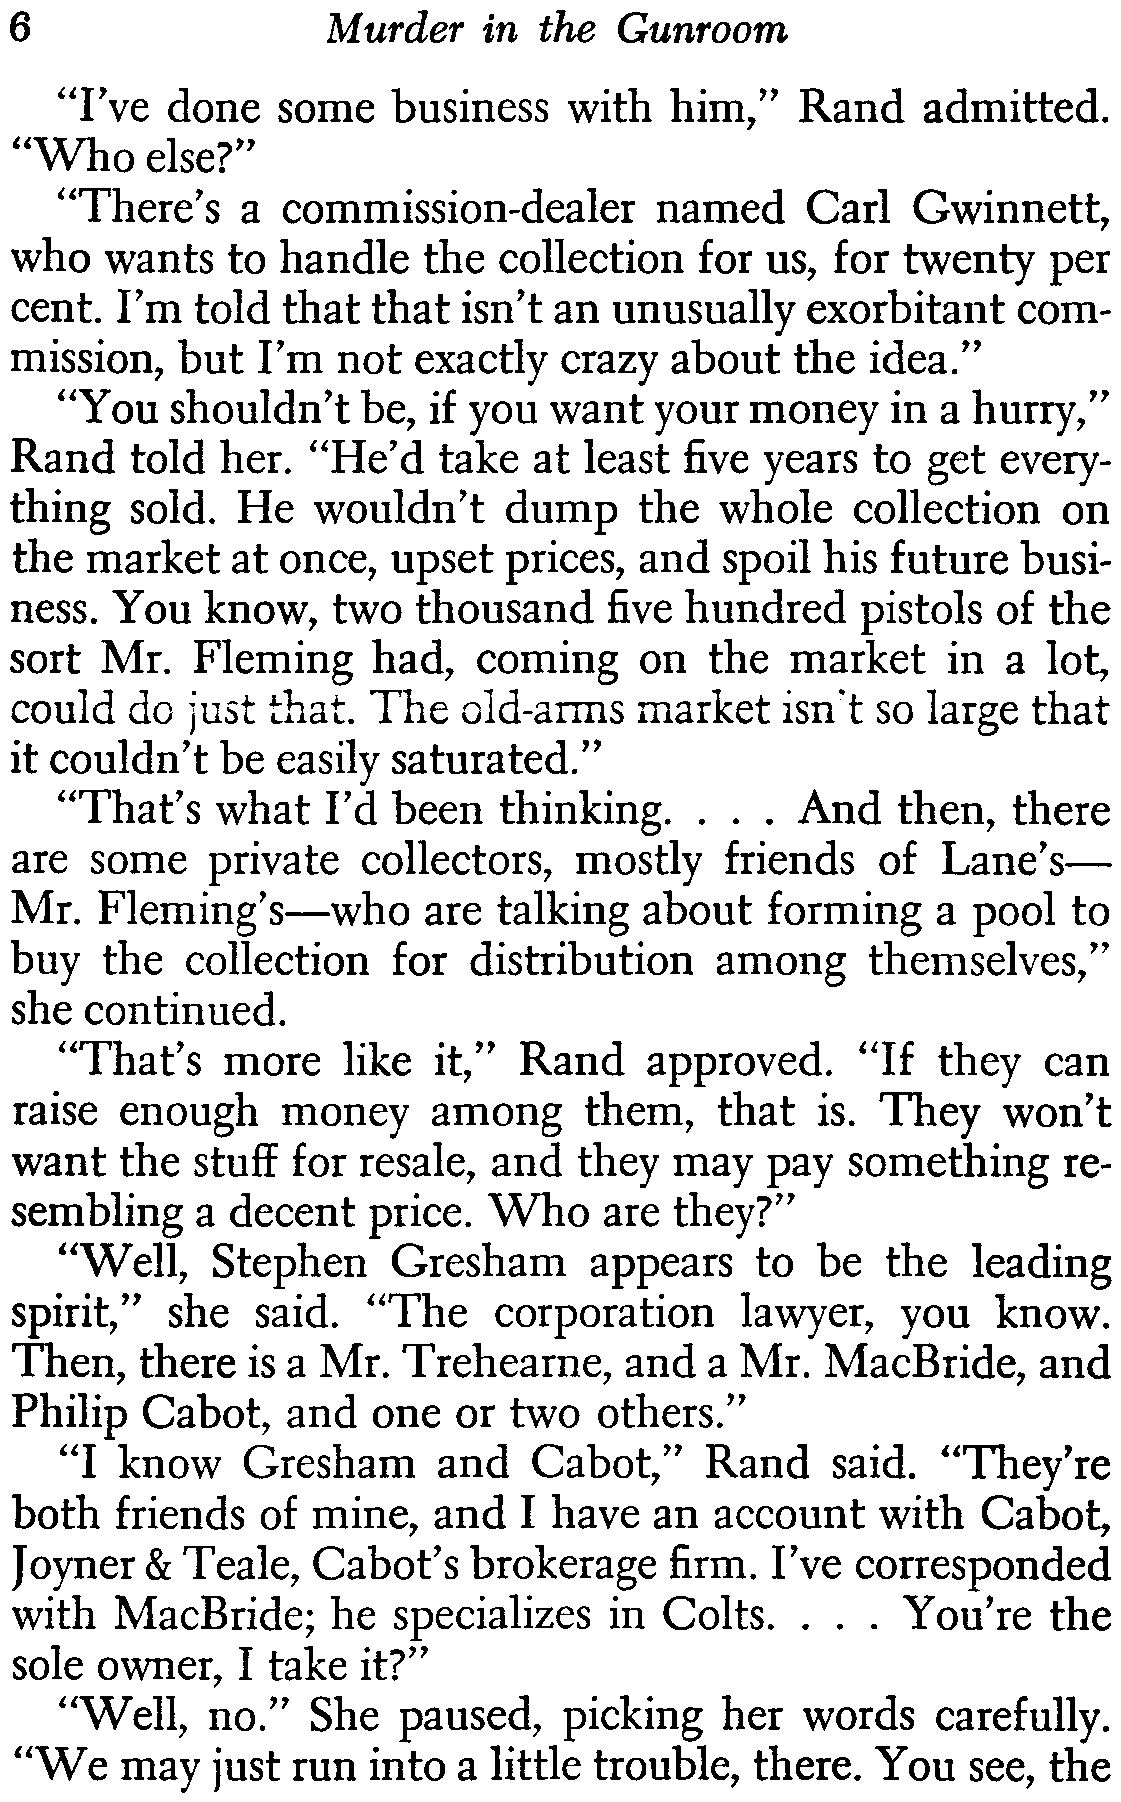 6 Murder in the Gunroom
“I’ve done some business with him,” Rand admitted.
“Who else?”
“There’s a commission-dealer named Carl Gwinnett,
who wants to handle the collection for us, for twenty per
cent. I’m told that that isn’t an unusually exorbitant com-
mission, but I’m not exactly crazy about the idea.”
“You shouldn’t be, if you want your money in a hurry,”
Rand told her. “He’d take at least five years to get every-
thing sold. He wouldn’t dump the whole collection on
the market at once, upset prices, and spoil his future busi-
ness. You know, two thousand five hundred pistols of the
sort Mr. Fleming had, coming on the market in a lot,
could do just that. The old-arms market isn’t so large that
it couldn’t be easily saturated.”
“That’s what I’d been thinking. . . . And then, there
are some private collectors, mostly friends of Lane’s—
Mr. Fleming’s—who are talking about forming a pool to
buy the collection for distribution among themselves,”
she continued.
“That’s more like it,” Rand approved. “If they can
raise enough money among them, that is. They won’t
want the stuff for resale, and they may pay something re-
sembling a decent price. Who are they?”
“Well, Stephen Gresham appears to be the leading
spirit,” she said. “The corporation lawyer, you know.
Then, there is a Mr. Trehearne, and a Mr. MacBride, and
Philip Cabot, and one or two others.”
“I know Gresham and Cabot,” Rand said. “They’re
both friends of mine, and I have an account with Cabot,
Joyner & Teale, Cabot’s brokerage firm. I’ve corresponded
with MacBride; he specializes in Colts. . . . You’re the
sole owner, I take it?”
“Well, no.” She paused, picking her words carefully.
“We may just run into a little trouble, there. You see, the